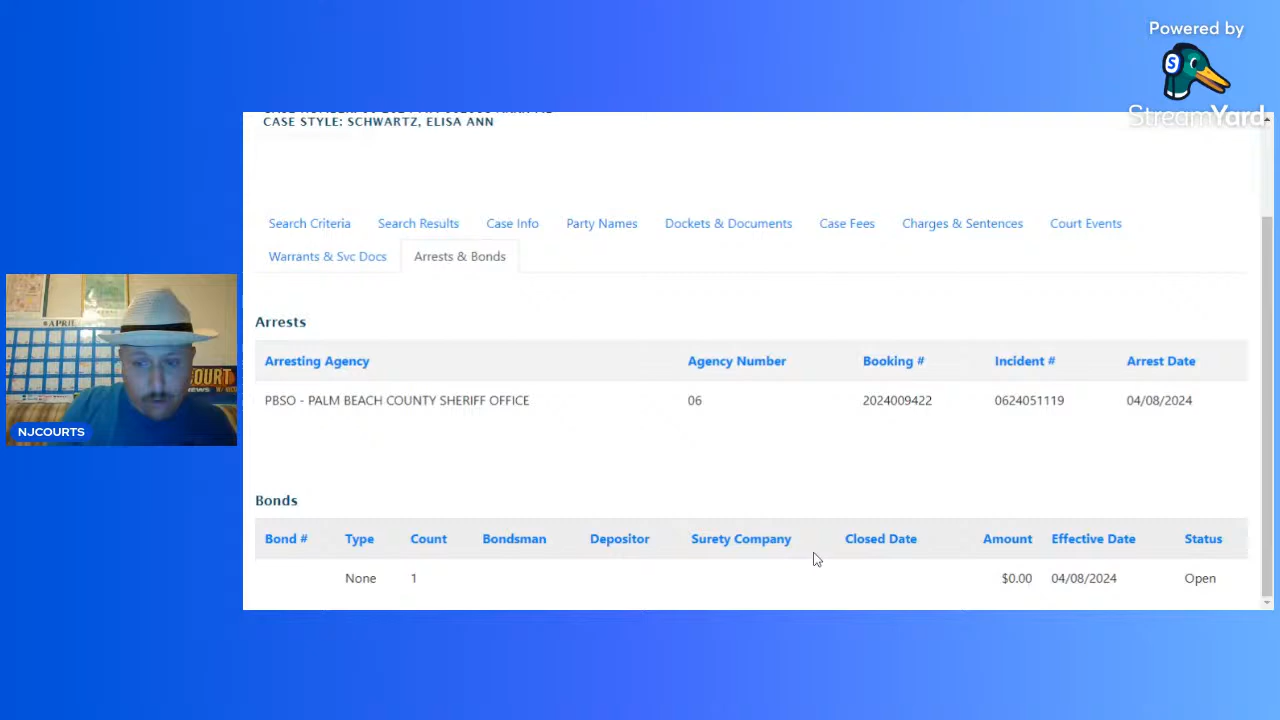 Powered by
StreamYard
CASE STYLE: SCHWARTZ, ELISA ANN
Search Criteria Search Results Case Info Party Names Dockets & Documents Case Fees Charges & Sentences Court Events
Warrants & Svc Docs Arrests & Bonds
Arrests
Arresting Agency Agency Number Booking # Incident # Arrest Date
PBSO - PALM BEACH COUNTY SHERIFF OFFICE 06 2024009422 0624051119 04/08/2024
APRIL
COURT
NJCOURTS
Bonds
Bond # Type Count Bondsman Depositor Surety Company Closed Date Amount Effective Date Status
None 1 $0.00 04/08/2024 Open